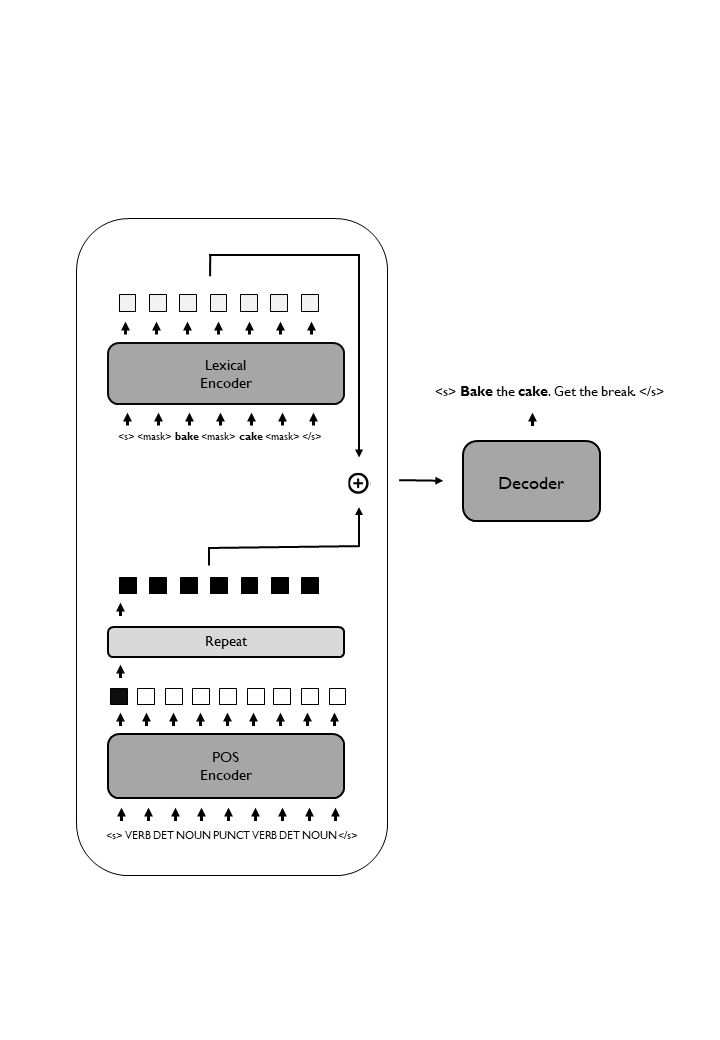 Lexical
Encoder
<s> <mask> bake <mask> cake <mask> </s>
<s> Bake the cake. Get the break. </s>
Decoder
Repeat
POS
Encoder
<s> VERB DET NOUN PUNCT VERB DET NOUN </s>